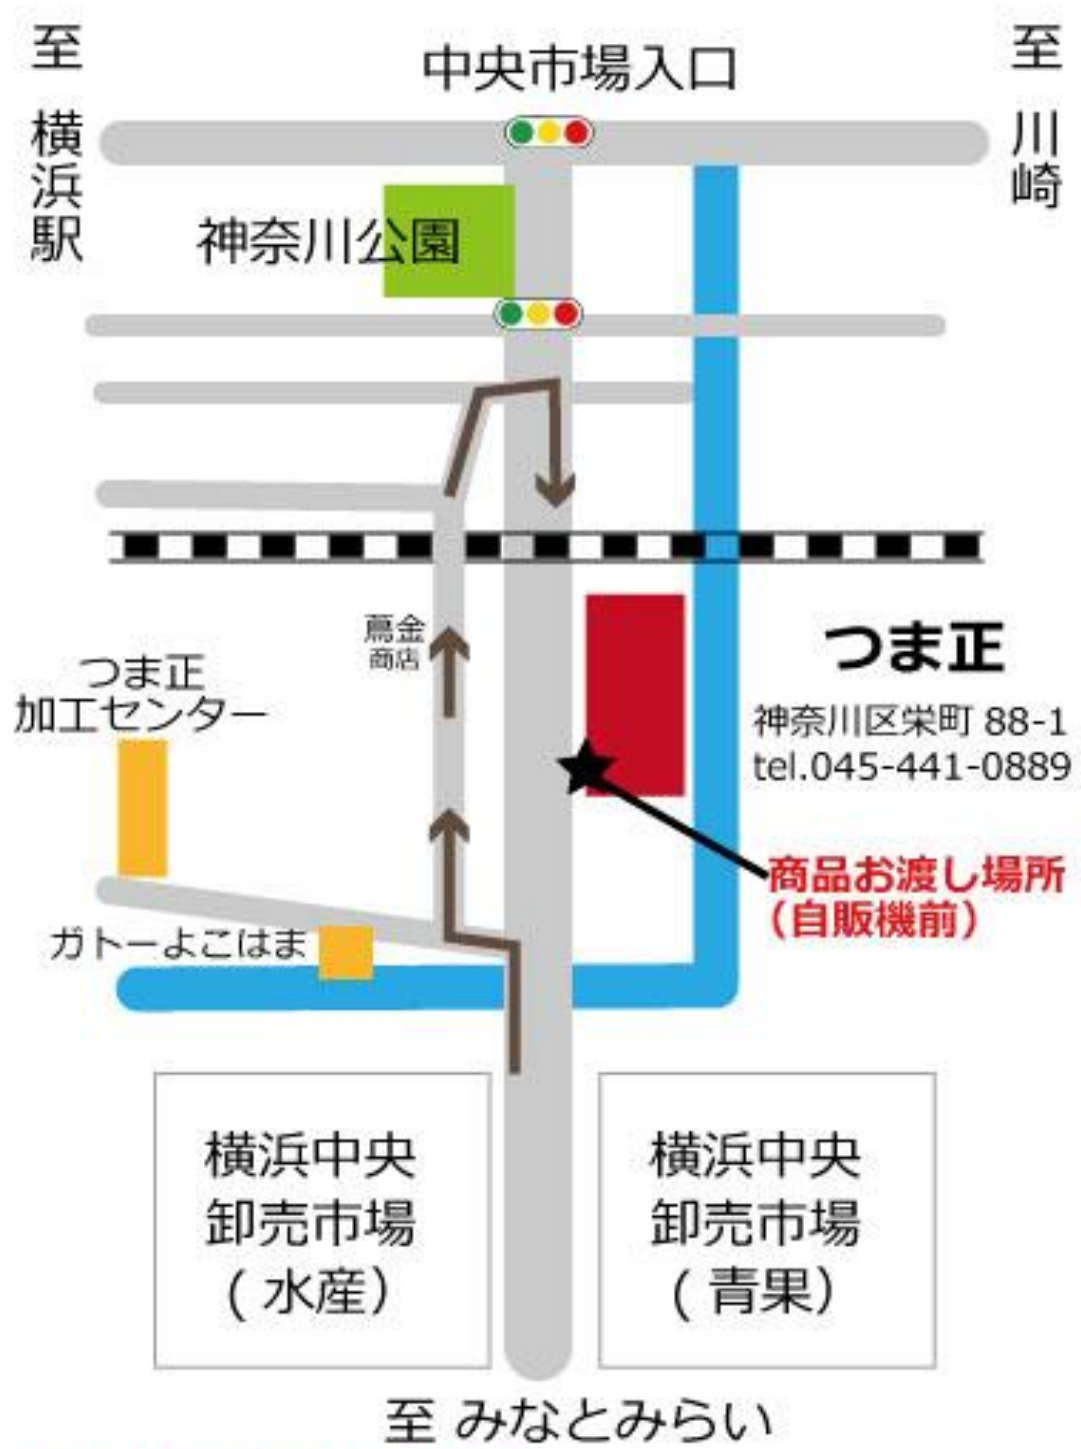 至 横浜駅
中央市場入口
至 川崎
神奈川公園
蔦金
商店
つま正
加工センター
つま正
神奈川区栄町 88-1
tel.045-441-0889
商品お渡し場所
（自販機前）
ガトーよこはま
横浜中央
卸売市場
( 水産）
横浜中央
卸売市場
( 青果）
至 みなとみらい